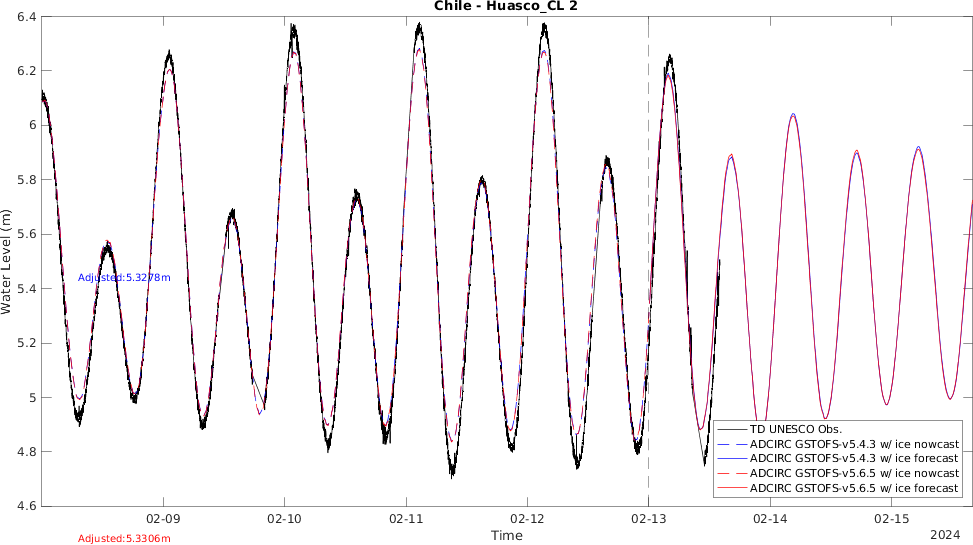 Chile - Huasco_CL 2
6.4
6.2
6
5.8
5.6
5.4
5.2
5
4.8
4.6
Water Level (m)
Adjusted:5.3278m
TD UNESCO Obs.
ADCIRC GSTOFS-v5.4.3 w/ ice nowcast
ADCIRC GSTOFS-v5.4.3 w/ ice forecast
ADCIRC GSTOFS-v5.6.5 w/ ice nowcast
ADCIRC GSTOFS-v5.6.5 w/ ice forecast
02-09 02-10 02-11 02-12 02-13 02-14 02-15
Time
2024
Adjusted:5.3306m